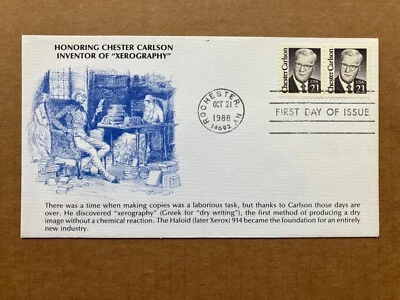 HONORING CHESTER CARLSON
INVENTOR OF "XEROGRAPHY"
Chester Carlson
USA
21
Chester Carlson
USA
21
ROCHESTER, NY
OCT 21
1988
14692
FIRST DAY OF ISSUE
There was a time when making copies was a laborious task, but thanks to Carlson those days are
over. He discovered "xerography" (Greek for "dry writing"), the first method of producing a dry
image without a chemical reaction. The Haloid (later Xerox) 914 became the foundation for an entirely
new industry.